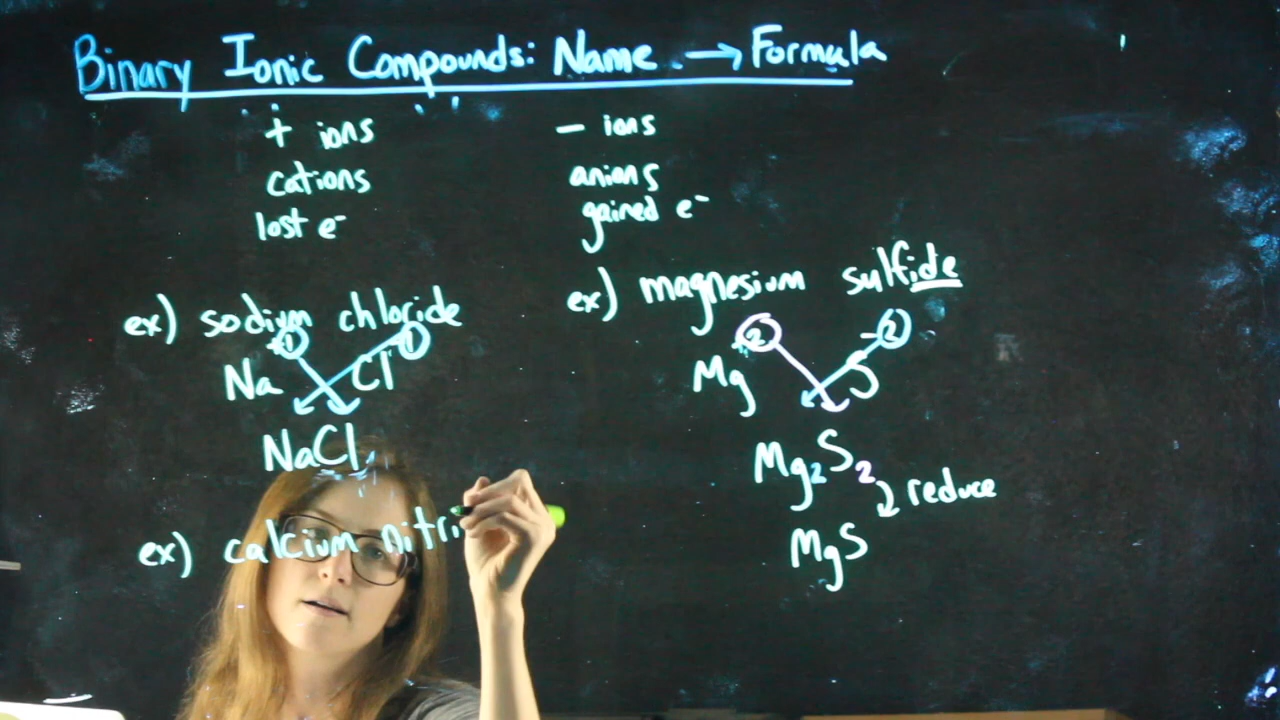 Binary Ionic Compounds: Name → Formula
+ ions
cations
lost e⁻
− ions
anions
gained e⁻
ex) sodium chloride
+① −①
Na Cl
NaCl
ex) magnesium sulfide
+② −②
Mg S
Mg₂S₂
reduce
MgS
ex) calcium nitri